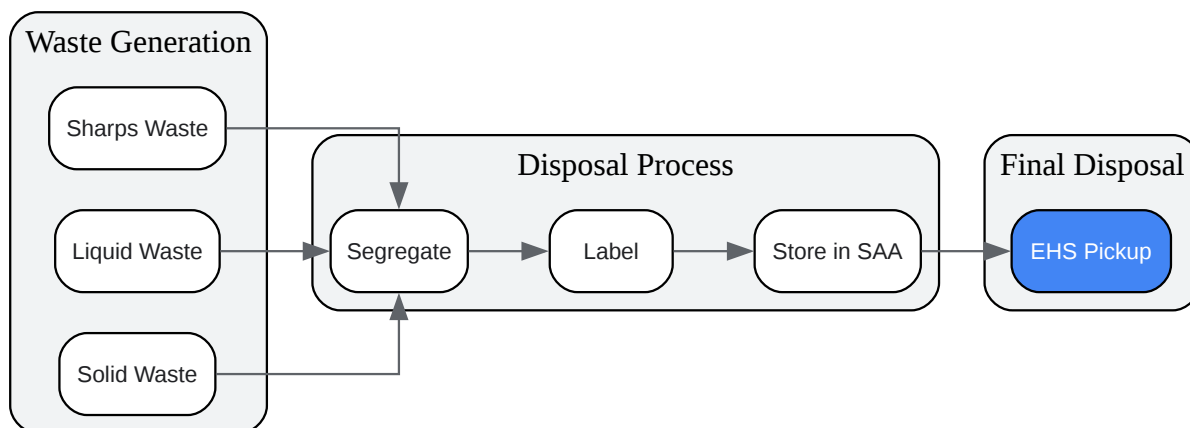 Waste Generation
Sharps Waste
Liquid Waste
Solid Waste
Disposal Process
Segregate
Label
Store in SAA
Final Disposal
EHS Pickup